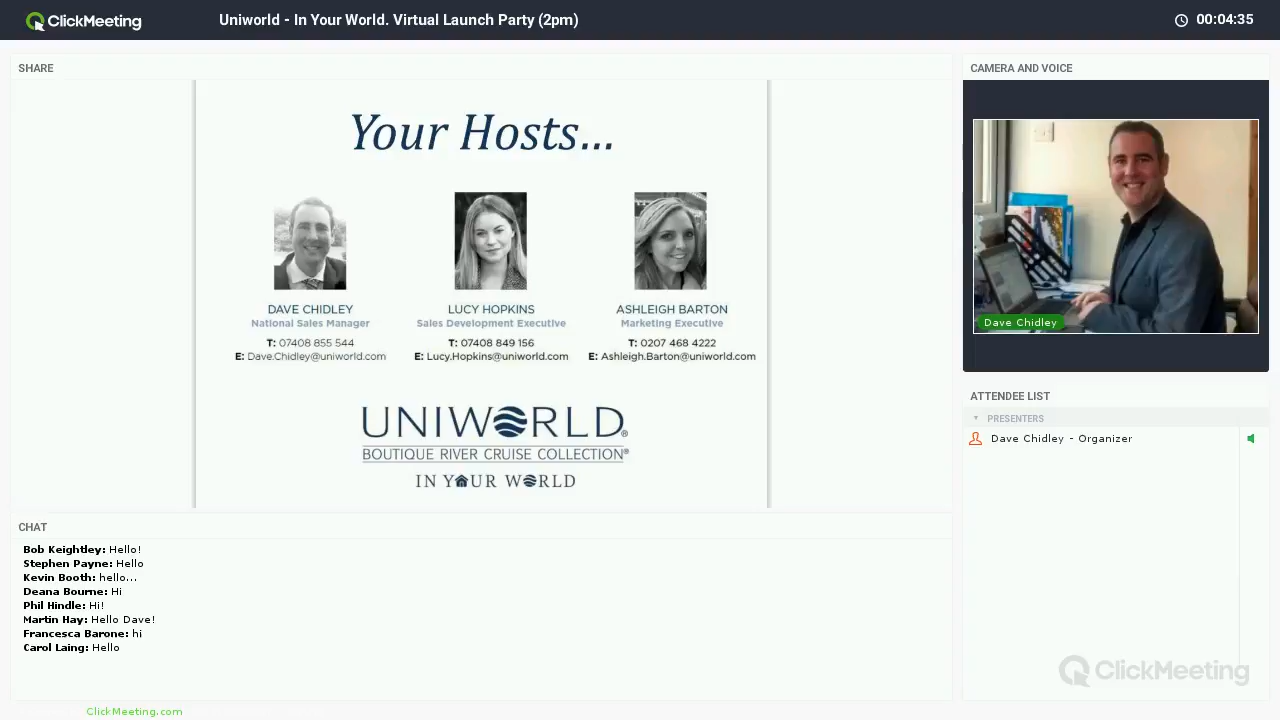 ClickMeeting
Uniworld - In Your World. Virtual Launch Party (2pm)
00:04:35
SHARE
Your Hosts...
DAVE CHIDLEY
National Sales Manager
T: 07408 855 544
E: Dave.Chidley@uniworld.com
LUCY HOPKINS
Sales Development Executive
T: 07408 849 156
E: Lucy.Hopkins@uniworld.com
ASHLEIGH BARTON
Marketing Executive
T: 0207 468 4222
E: Ashleigh.Barton@uniworld.com
UNIWORLD®
BOUTIQUE RIVER CRUISE COLLECTION®
IN YOUR WORLD
CHAT
Bob Keightley: Hello!
Stephen Payne: Hello
Kevin Booth: hello...
Deana Bourne: Hi
Phil Hindle: Hi!
Martin Hay: Hello Dave!
Francesca Barone: hi
Carol Laing: Hello
CAMERA AND VOICE
Dave Chidley
ATTENDEE LIST
PRESENTERS
Dave Chidley - Organizer
ClickMeeting
ClickMeeting.com